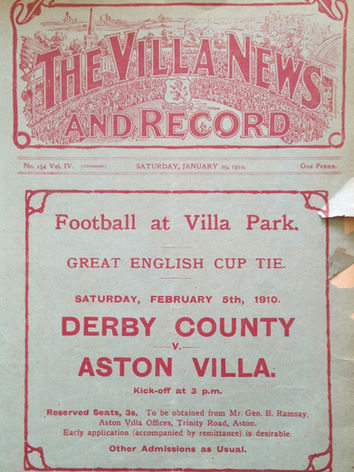 THE VILLA NEWS
AND RECORD
No. 154 Vol. IV. (COPYRIGHT.) SATURDAY, JANUARY 29, 1910. One Penny.
Football at Villa Park.
GREAT ENGLISH CUP TIE.
SATURDAY, FEBRUARY 5th, 1910.
DERBY COUNTY
V.
ASTON VILLA.
Kick-off at 3 p.m.
Reserved Seats, 3s. To be obtained from Mr. Geo. B. Ramsay,
Aston Villa Offices, Trinity Road, Aston.
Early application (accompanied by remittance) is desirable.
Other Admissions as Usual.